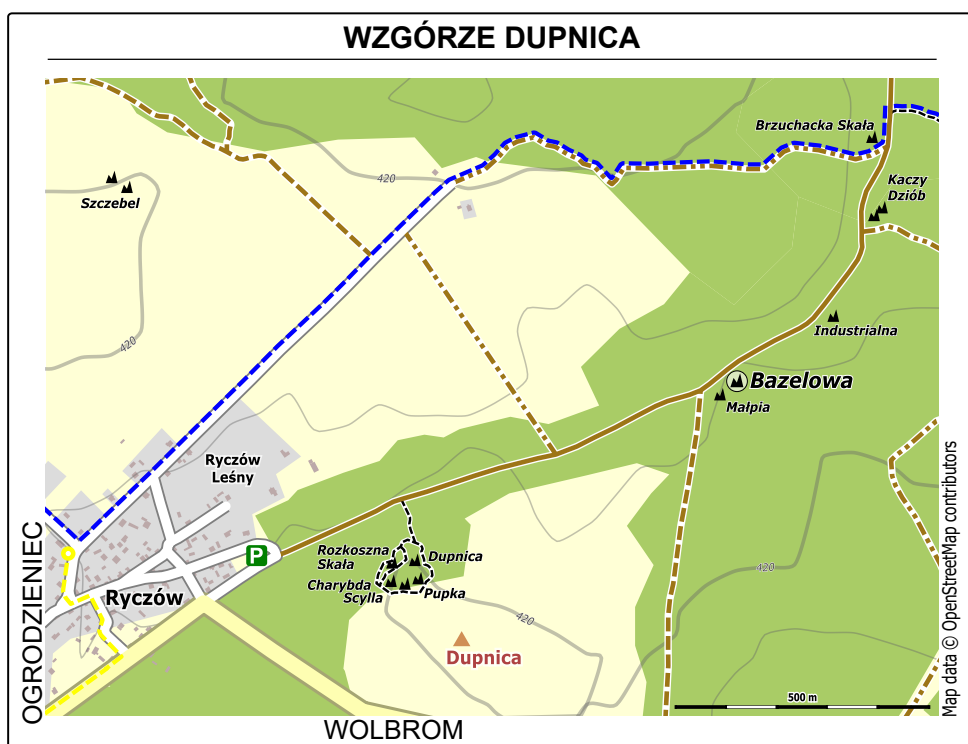 WZGÓRZE DUPNICA
Brzuchacka Skała
420
Szczebel
Kaczy
Dziób
420
Industrialna
Bazelowa
Małpia
Ryczów
Leśny
P
Rozkoszna
Skała
Dupnica
Charybda
Scylla
Pupka
Ryczów
420
420
Dupnica
500 m
OGRODZIENIEC
WOLBROM
Map data © OpenStreetMap contributors